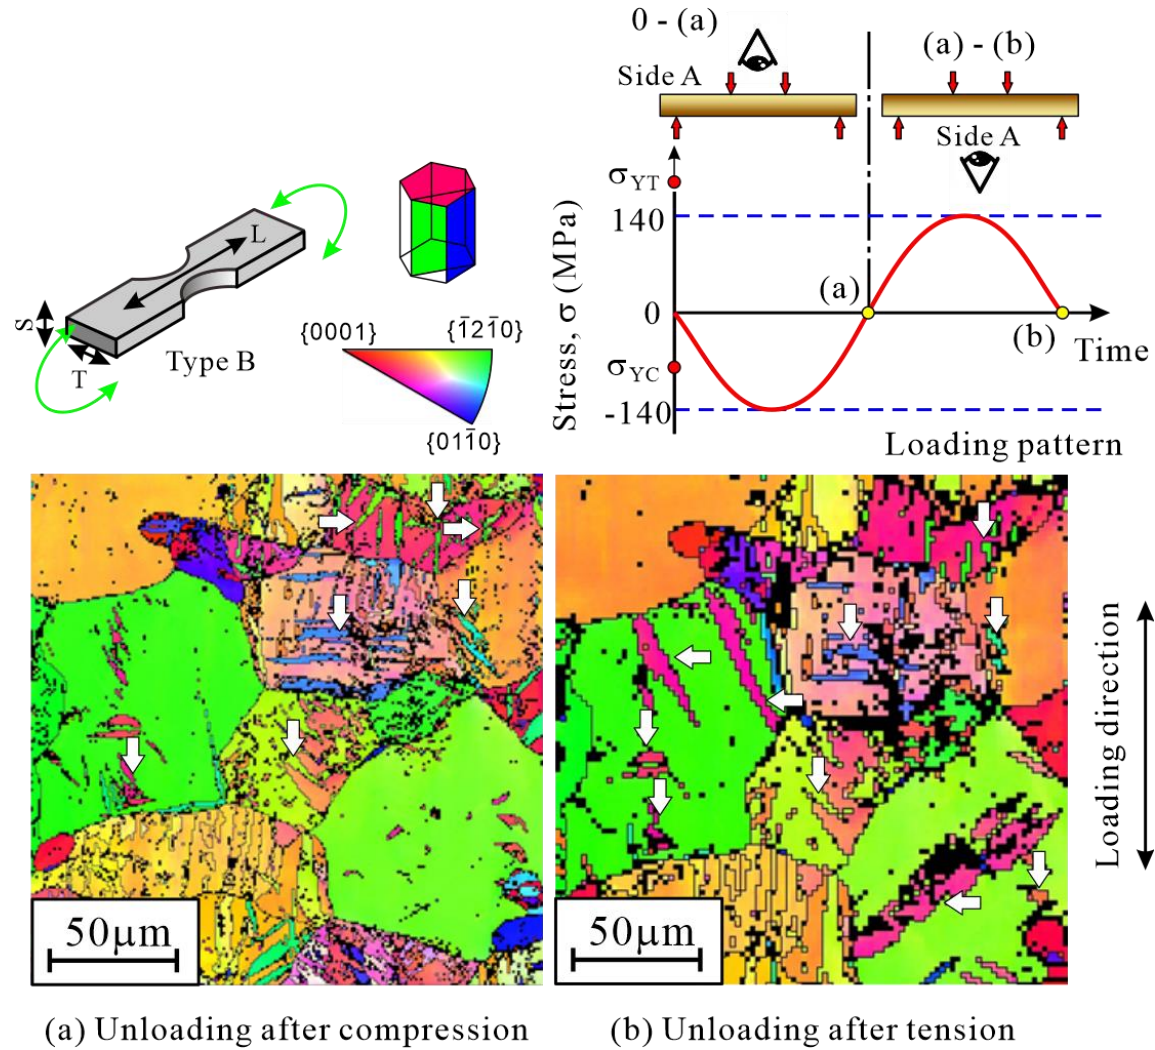 0 - (a)
(a) - (b)
Side A
Side A
σYT
140
0
σYC
-140
Stress, σ (MPa)
(a)
(b)
Time
Loading pattern
L
S
T
Type B
{0001}
{1̅21̅0}
{011̅0}
50μm
50μm
Loading direction
(a) Unloading after compression
(b) Unloading after tension